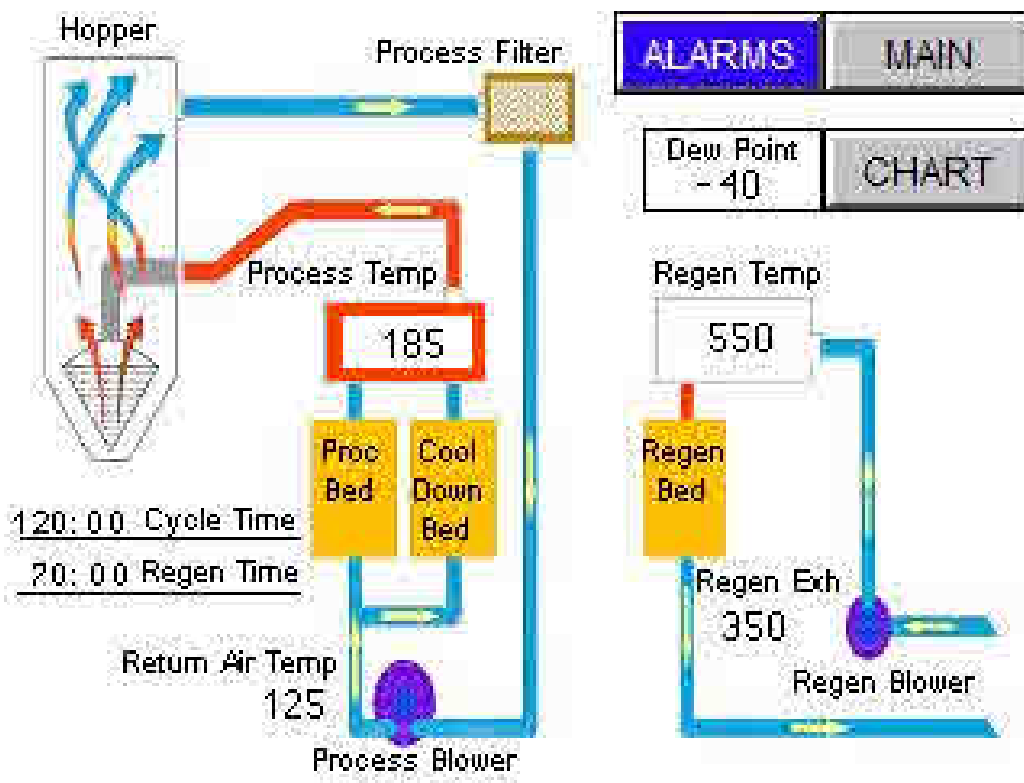 Hopper
Process Filter
ALARMS
MAIN
Dew Point
-40
CHART
Process Temp
185
Regen Temp
550
Proc
Bed
Cool
Down
Bed
Regen
Bed
120:00 Cycle Time
70:00 Regen Time
Regen Exh
350
Return Air Temp
125
Regen Blower
Process Blower